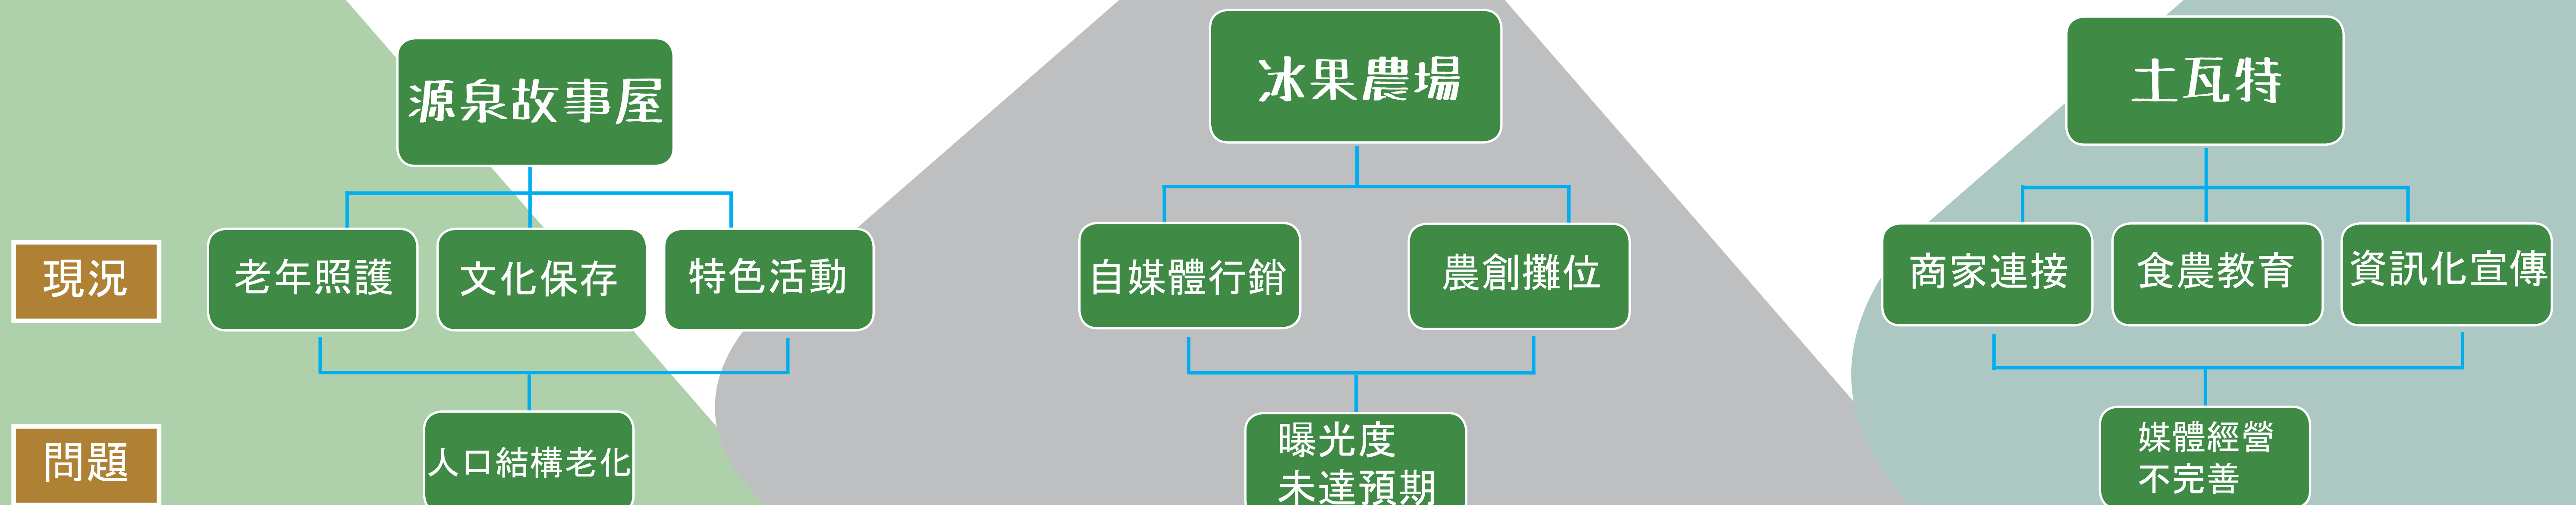 源泉故事屋
冰果農場
土瓦特
現況
老年照護
文化保存
特色活動
自媒體行銷
農創攤位
商家連接
食農教育
資訊化宣傳
問題
人口結構老化
曝光度
未達預期
媒體經營
不完善